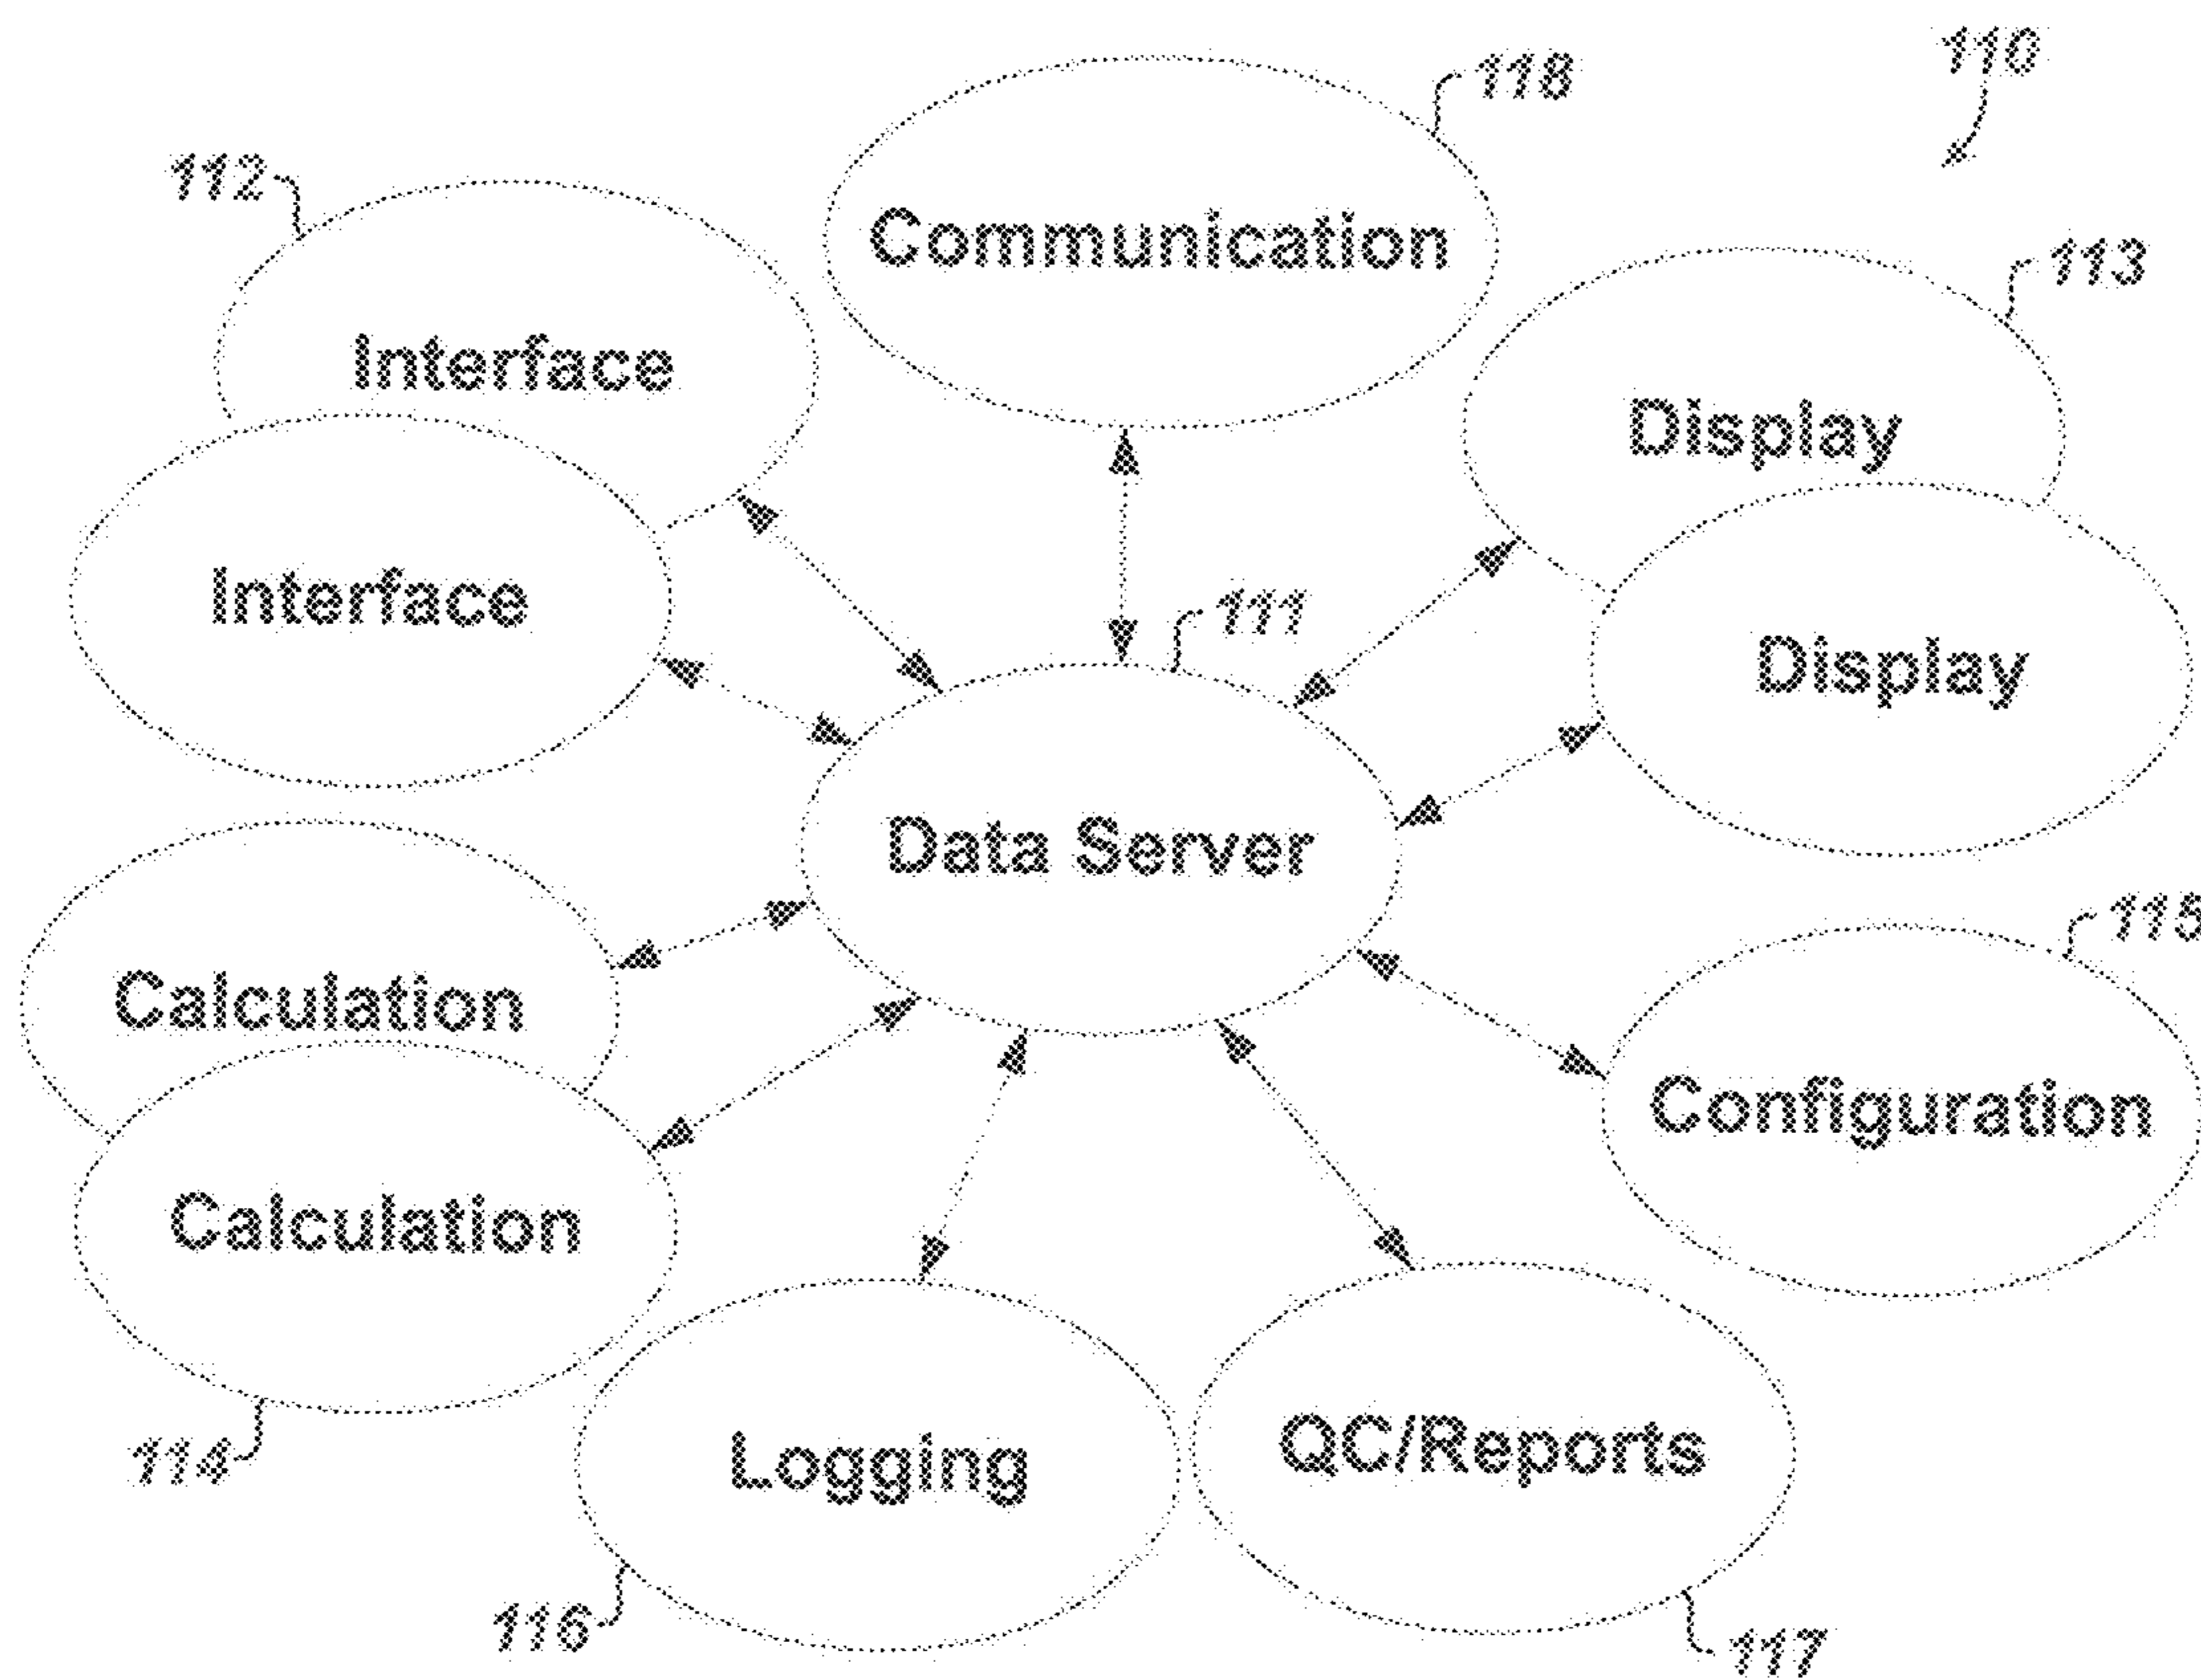 110
118
112
Communication
113
Interface
Display
Interface
111
Display
Data Server
115
Calculation
Configuration
Calculation
114
Logging
QC/Reports
116
117